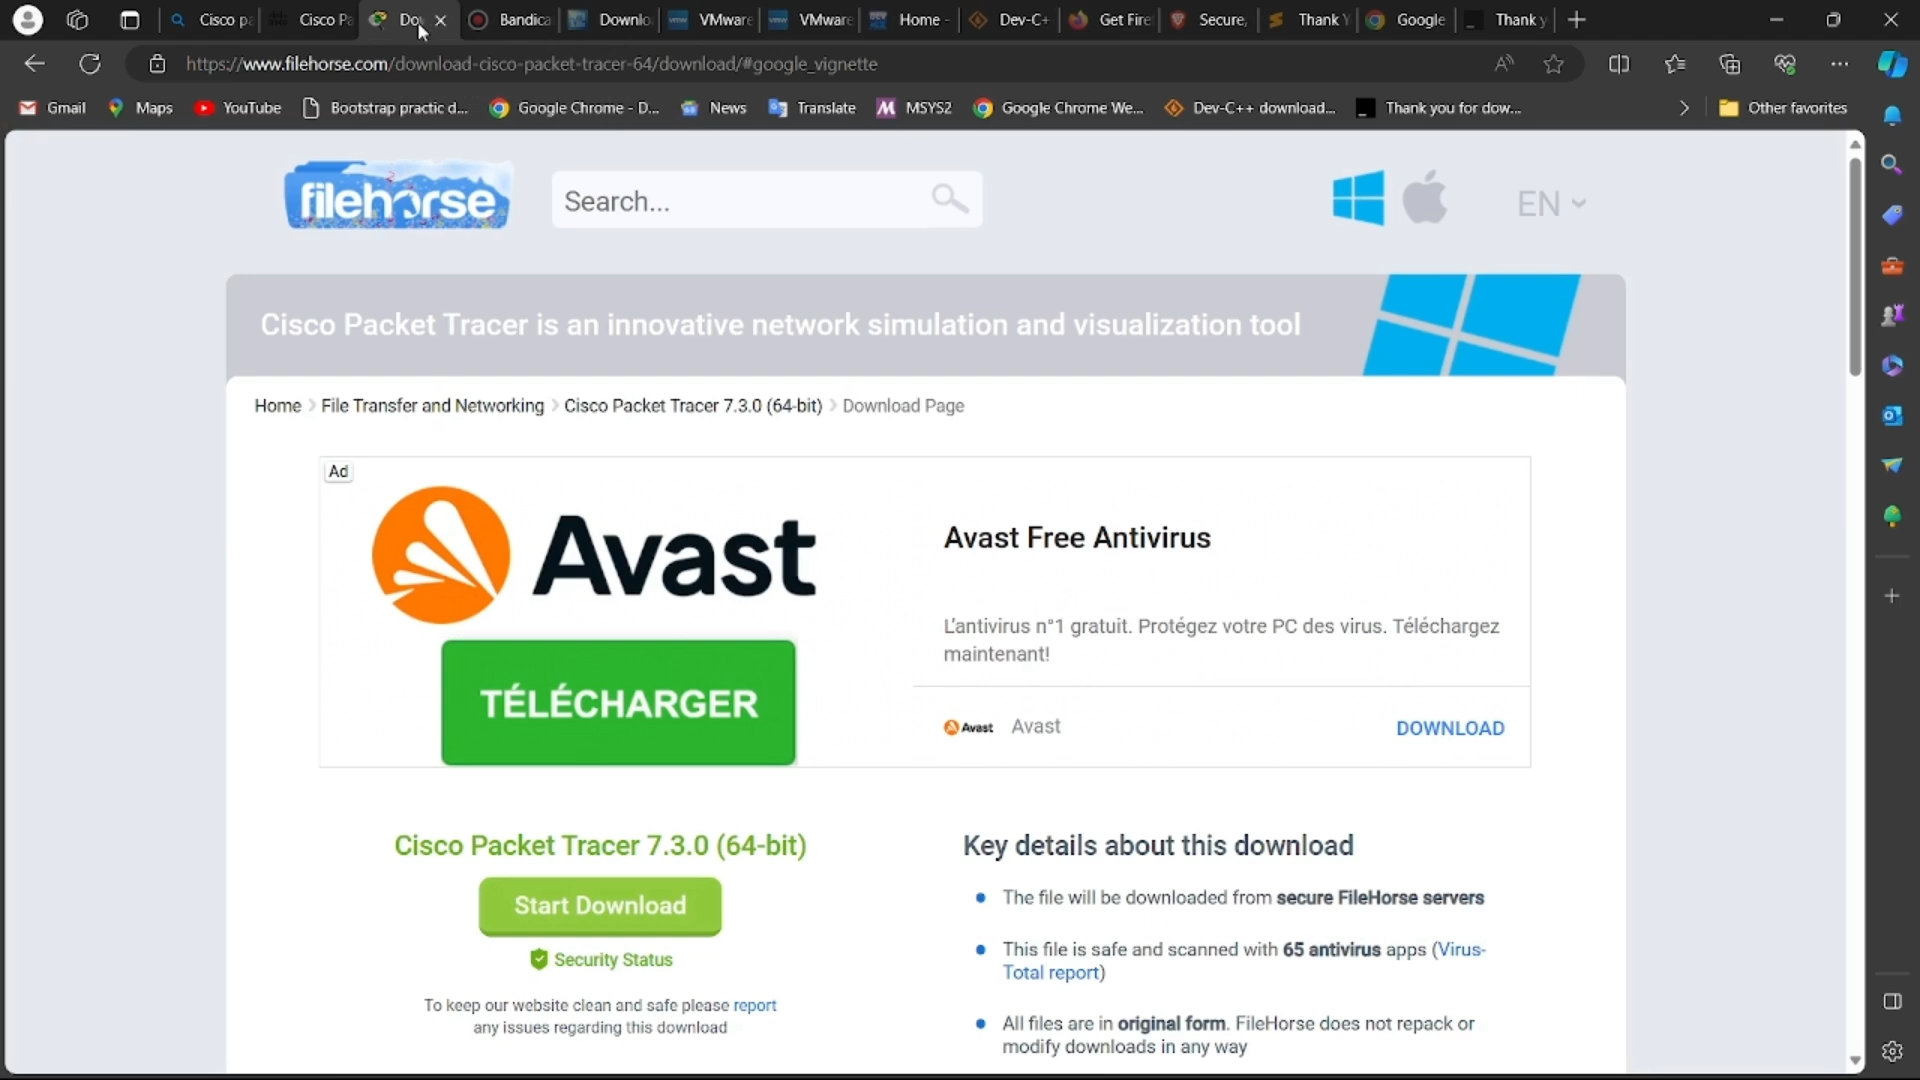 Cisco pa
Cisco Pa
Dov
Bandica
Downlo
VMware
VMware
Home -
Dev-C+
Get Fire
Secure,
Thank Y
Google
Thank y
https://www.filehorse.com/download-cisco-packet-tracer-64/download/#google_vignette
Gmail
Maps
YouTube
Bootstrap practic d...
Google Chrome - D...
News
Translate
MSYS2
Google Chrome We...
Dev-C++ download...
Thank you for dow...
Other favorites
filehorse
Search...
EN
Cisco Packet Tracer is an innovative network simulation and visualization tool
Home
File Transfer and Networking
Cisco Packet Tracer 7.3.0 (64-bit)
Download Page
Ad
Avast
TÉLÉCHARGER
Avast Free Antivirus
L'antivirus n°1 gratuit. Protégez votre PC des virus. Téléchargez
maintenant!
Avast
Avast
DOWNLOAD
Cisco Packet Tracer 7.3.0 (64-bit)
Start Download
Security Status
To keep our website clean and safe please report
any issues regarding this download
Key details about this download
The file will be downloaded from secure FileHorse servers
This file is safe and scanned with 65 antivirus apps (Virus-
Total report)
All files are in original form. FileHorse does not repack or
modify downloads in any way